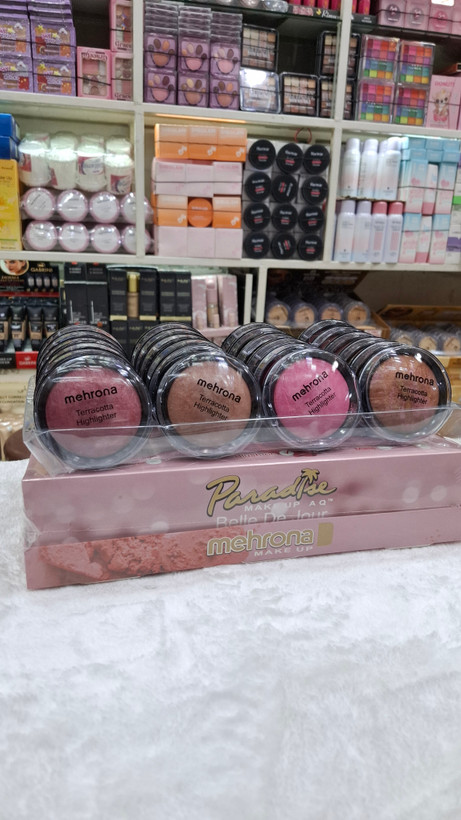 mehrona
Terracotta
Highlighter
mehrona
Terracotta
Highlighter
mehrona
Terracotta
Highlighter
mehrona
Terracotta
Highlighter
Paradise
MAKE UP AQ™
Belle De Jour
mehrona
MAKE UP